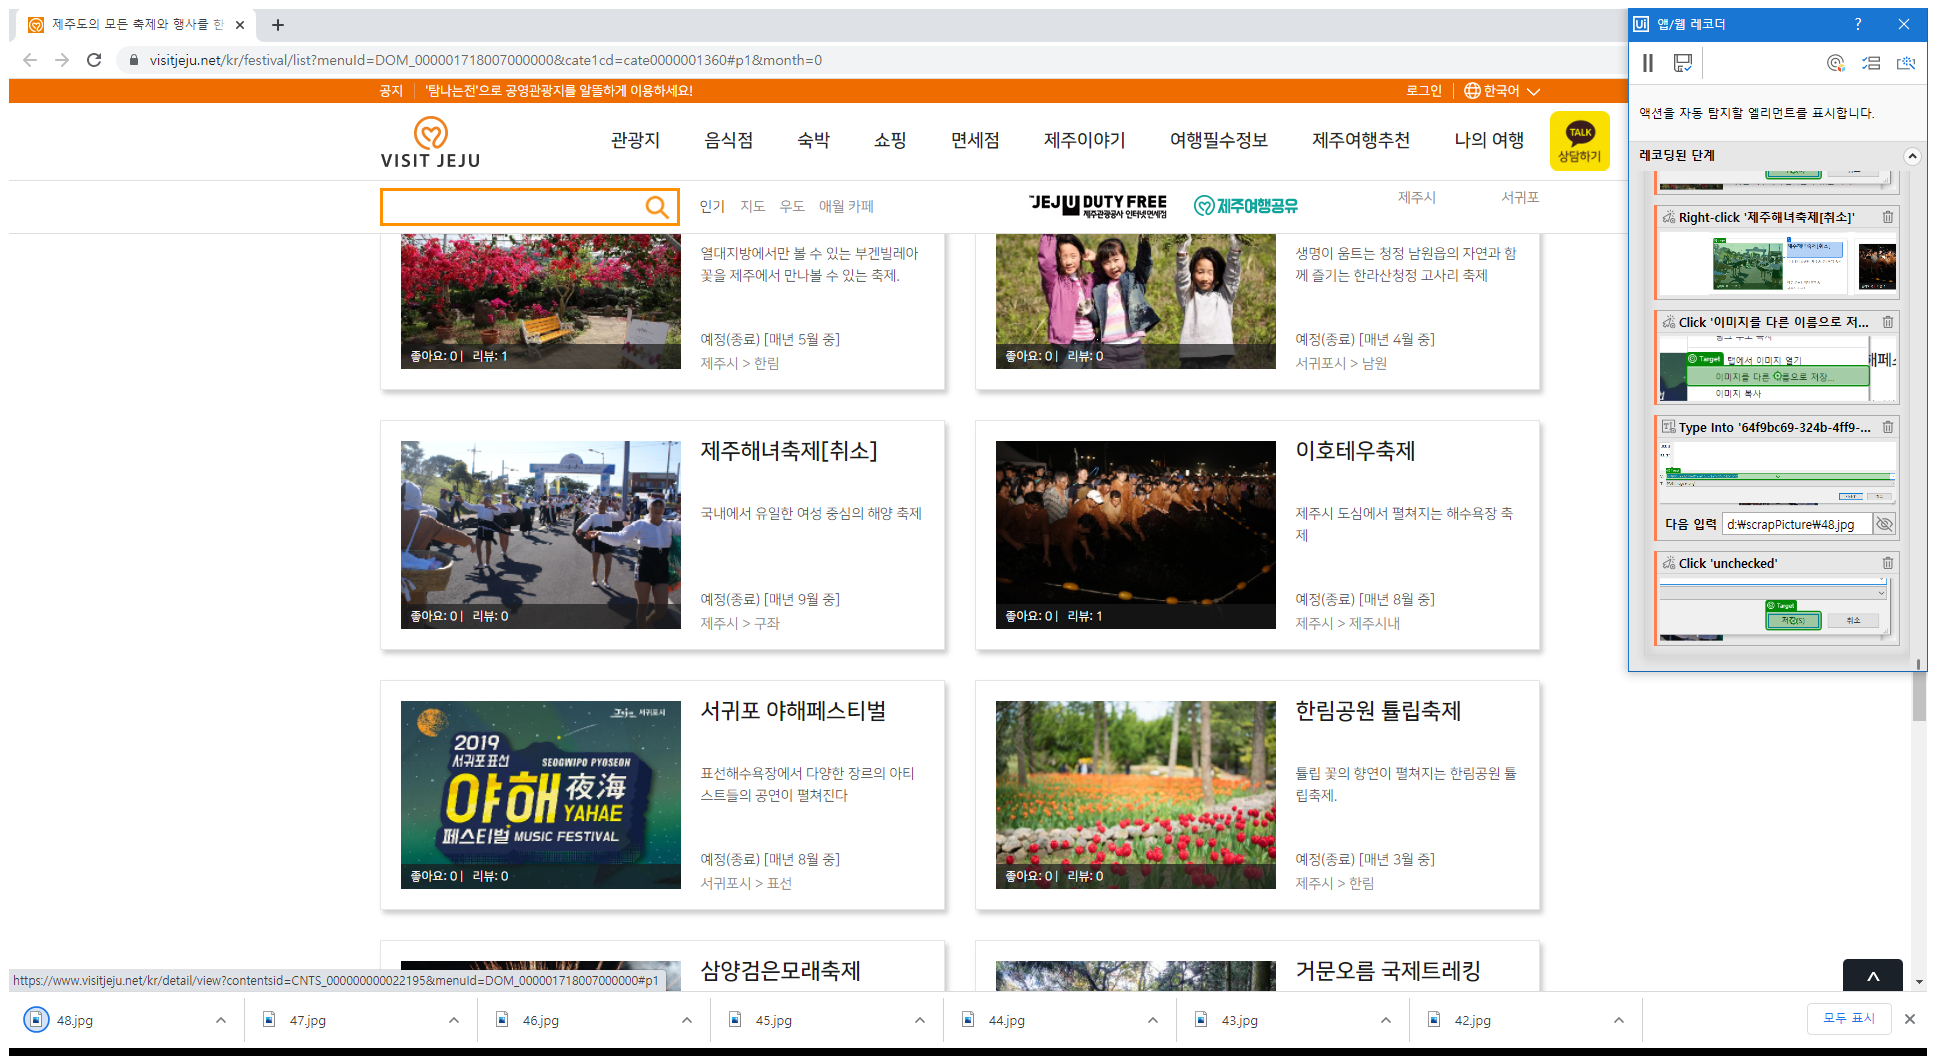 제주도의 모든 축제와 행사를 한
visitjeju.net/kr/festival/list?menuId=DOM_000001718007000000&cate1cd=cate0000001360#p1&month=0
공지 '탐나는전'으로 공영관광지를 알뜰하게 이용하세요! 로그인 한국어
VISIT JEJU
관광지 음식점 숙박 쇼핑 면세점 제주이야기 여행필수정보 제주여행추천 나의 여행
TALK
상담하기
인기 지도 우도 애월 카페
JEJU DUTY FREE
제주관광공사 인터넷면세점
제주여행공유
제주시 서귀포
열대지방에서만 볼 수 있는 부겐빌레아
꽃을 제주에서 만나볼 수 있는 축제.
예정(종료) [매년 5월 중]
제주시 > 한림
좋아요: 0 | 리뷰: 1
생명이 움트는 청정 남원읍의 자연과 함
께 즐기는 한라산청정 고사리 축제
예정(종료) [매년 4월 중]
서귀포시 > 남원
좋아요: 0 | 리뷰: 0
제주해녀축제[취소]
국내에서 유일한 여성 중심의 해양 축제
예정(종료) [매년 9월 중]
제주시 > 구좌
좋아요: 0 | 리뷰: 0
이호테우축제
제주시 도심에서 펼쳐지는 해수욕장 축
제
예정(종료) [매년 8월 중]
제주시 > 제주시내
좋아요: 0 | 리뷰: 1
Jeju 서귀포시
2019
서귀포 표선
SEOGWIPO PYOSEON
야해 夜海
YAHAE
페스티벌 MUSIC FESTIVAL
좋아요: 0 | 리뷰: 0
서귀포 야해페스티벌
표선해수욕장에서 다양한 장르의 아티
스트들의 공연이 펼쳐진다
예정(종료) [매년 8월 중]
서귀포시 > 표선
한림공원 튤립축제
튤립 꽃의 향연이 펼쳐지는 한림공원 튤
립축제.
예정(종료) [매년 3월 중]
제주시 > 한림
좋아요: 0 | 리뷰: 0
삼양검은모래축제
거문오름 국제트레킹
https://www.visitjeju.net/kr/detail/view?contentsid=CNTS_000000000022195&menuId=DOM_000001718007000000#p1
48.jpg 47.jpg 46.jpg 45.jpg 44.jpg 43.jpg 42.jpg 모두 표시
Ui 앱/웹 레코더 ?
액션을 자동 탐지할 엘리먼트를 표시합니다.
레코딩된 단계
Right-click '제주해녀축제[취소]'
제주해녀축제[취소]
Click '이미지를 다른 이름으로 저...
Target 탭에서 이미지 열기
이미지를 다른 이름으로 저장...
이미지 복사
Type Into '64f9bc69-324b-4ff9-...
다음 입력 d:₩scrapPicture₩48.jpg
Click 'unchecked'
Target
저장(S) 취소